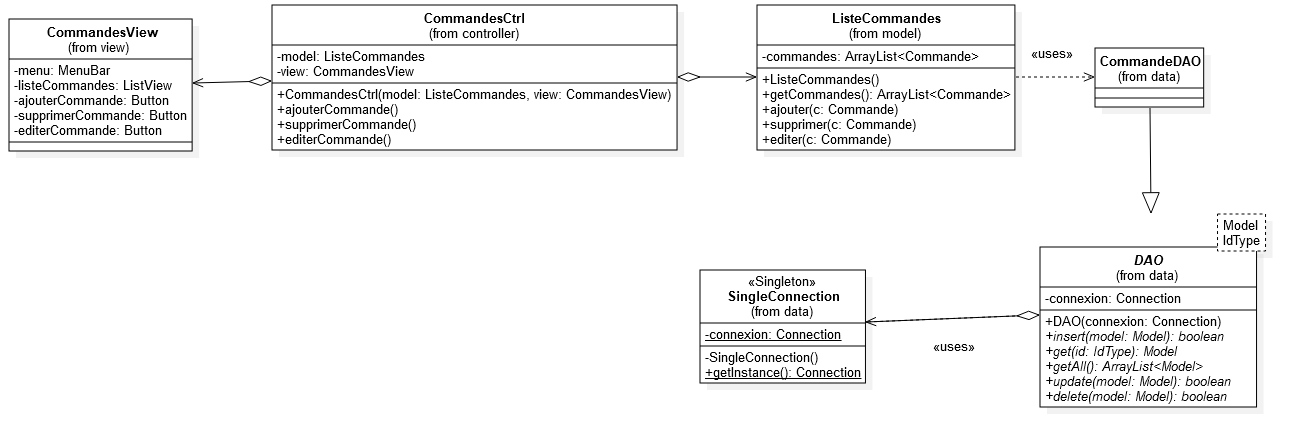 CommandesView
(from view)
-menu: MenuBar
-listeCommandes: ListView
-ajouterCommande: Button
-supprimerCommande: Button
-editerCommande: Button
CommandesCtrl
(from controller)
-model: ListeCommandes
-view: CommandesView
+CommandesCtrl(model: ListeCommandes, view: CommandesView)
+ajouterCommande()
+supprimerCommande()
+editerCommande()
ListeCommandes
(from model)
-commandes: ArrayList<Commande>
+ListeCommandes()
+getCommandes(): ArrayList<Commande>
+ajouter(c: Commande)
+supprimer(c: Commande)
+editer(c: Commande)
«uses»
CommandeDAO
(from data)
Model
IdType
DAO
(from data)
-connexion: Connection
+DAO(connexion: Connection)
+insert(model: Model): boolean
+get(id: IdType): Model
+getAll(): ArrayList<Model>
+update(model: Model): boolean
+delete(model: Model): boolean
«uses»
«Singleton»
SingleConnection
(from data)
-connexion: Connection
-SingleConnection()
+getInstance(): Connection